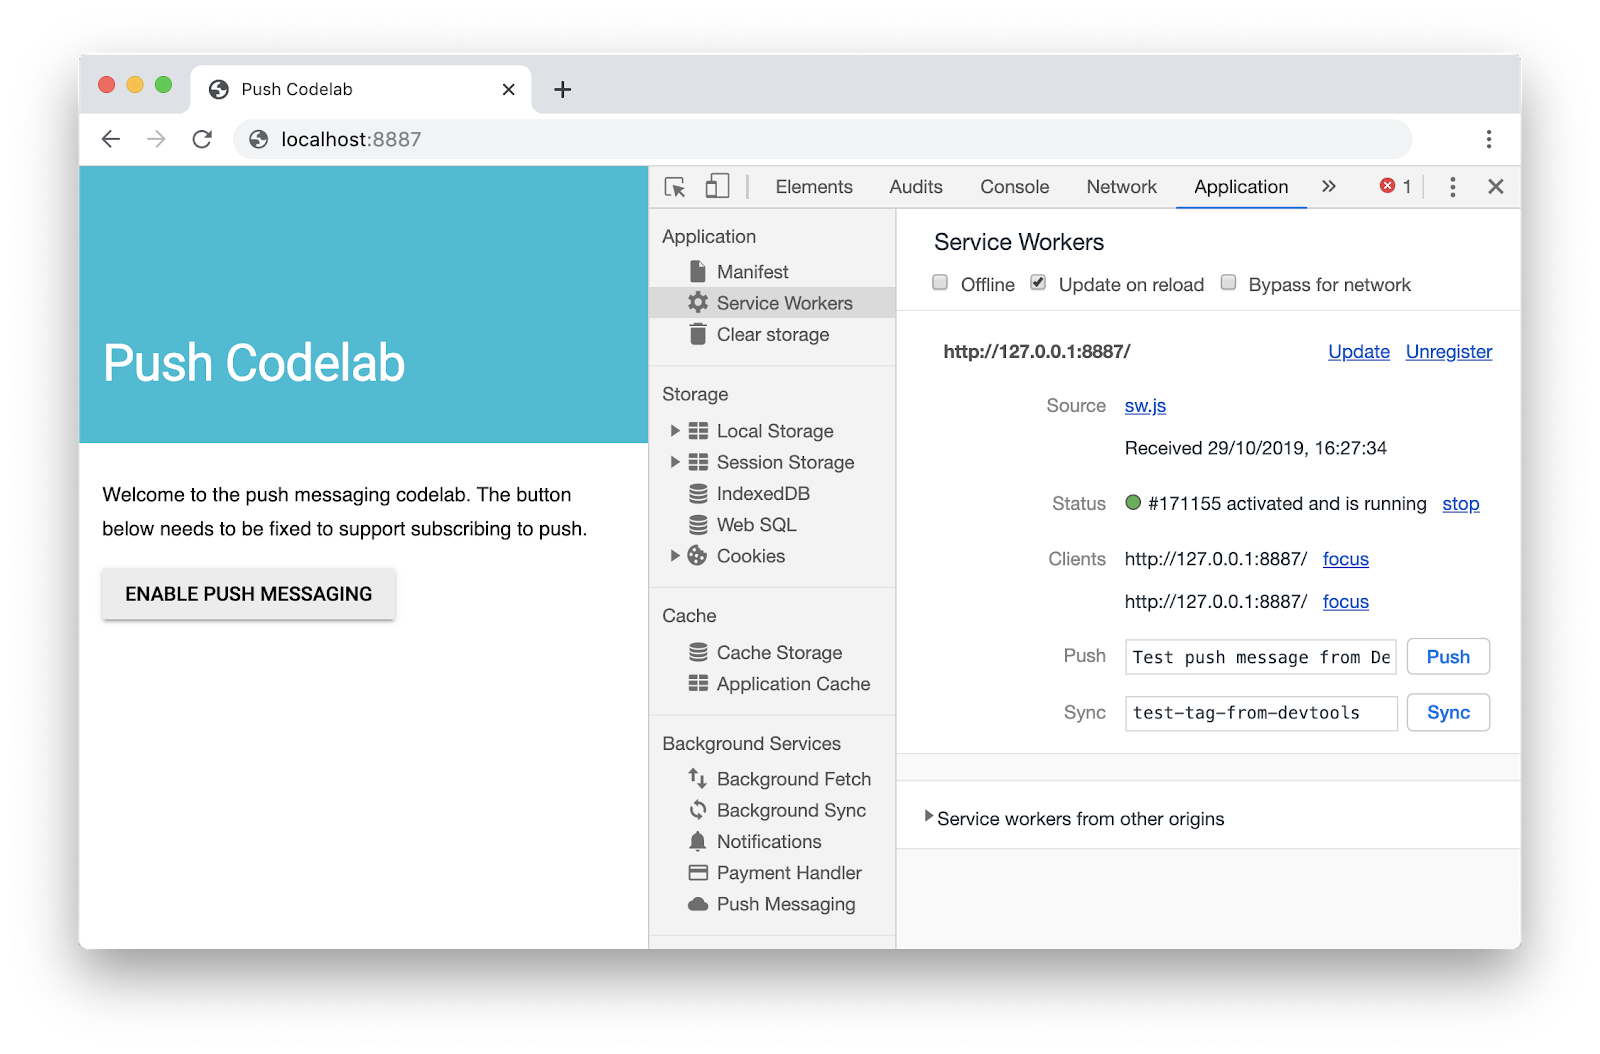 Push Codelab
localhost:8887
Elements Audits Console Network Application 1
Push Codelab
Welcome to the push messaging codelab. The button
below needs to be fixed to support subscribing to push.
ENABLE PUSH MESSAGING
Application
Manifest
Service Workers
Clear storage
Storage
Local Storage
Session Storage
IndexedDB
Web SQL
Cookies
Cache
Cache Storage
Application Cache
Background Services
Background Fetch
Background Sync
Notifications
Payment Handler
Push Messaging
Service Workers
Offline Update on reload Bypass for network
http://127.0.0.1:8887/ Update Unregister
Source sw.js
Received 29/10/2019, 16:27:34
Status #171155 activated and is running stop
Clients http://127.0.0.1:8887/ focus
http://127.0.0.1:8887/ focus
Push Test push message from De Push
Sync test-tag-from-devtools Sync
Service workers from other origins